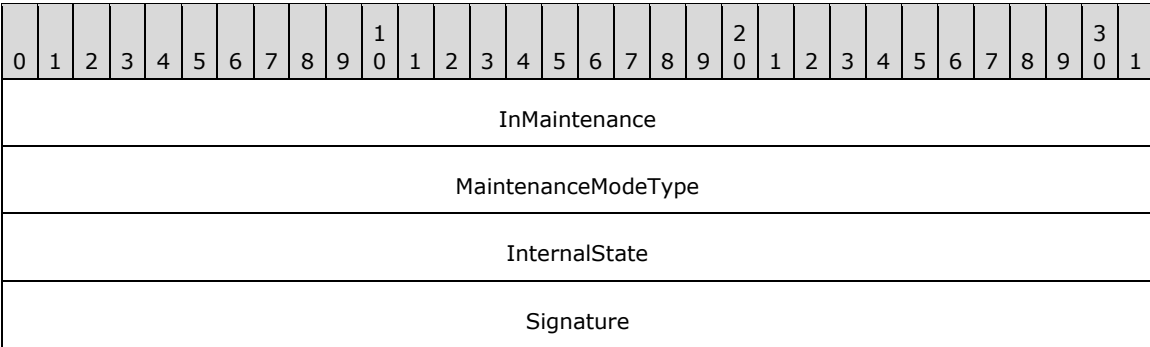 0 1 2 3 4 5 6 7 8 9 1 0 1 2 3 4 5 6 7 8 9 2 0 1 2 3 4 5 6 7 8 9 3 0 1
InMaintenance
MaintenanceModeType
InternalState
Signature